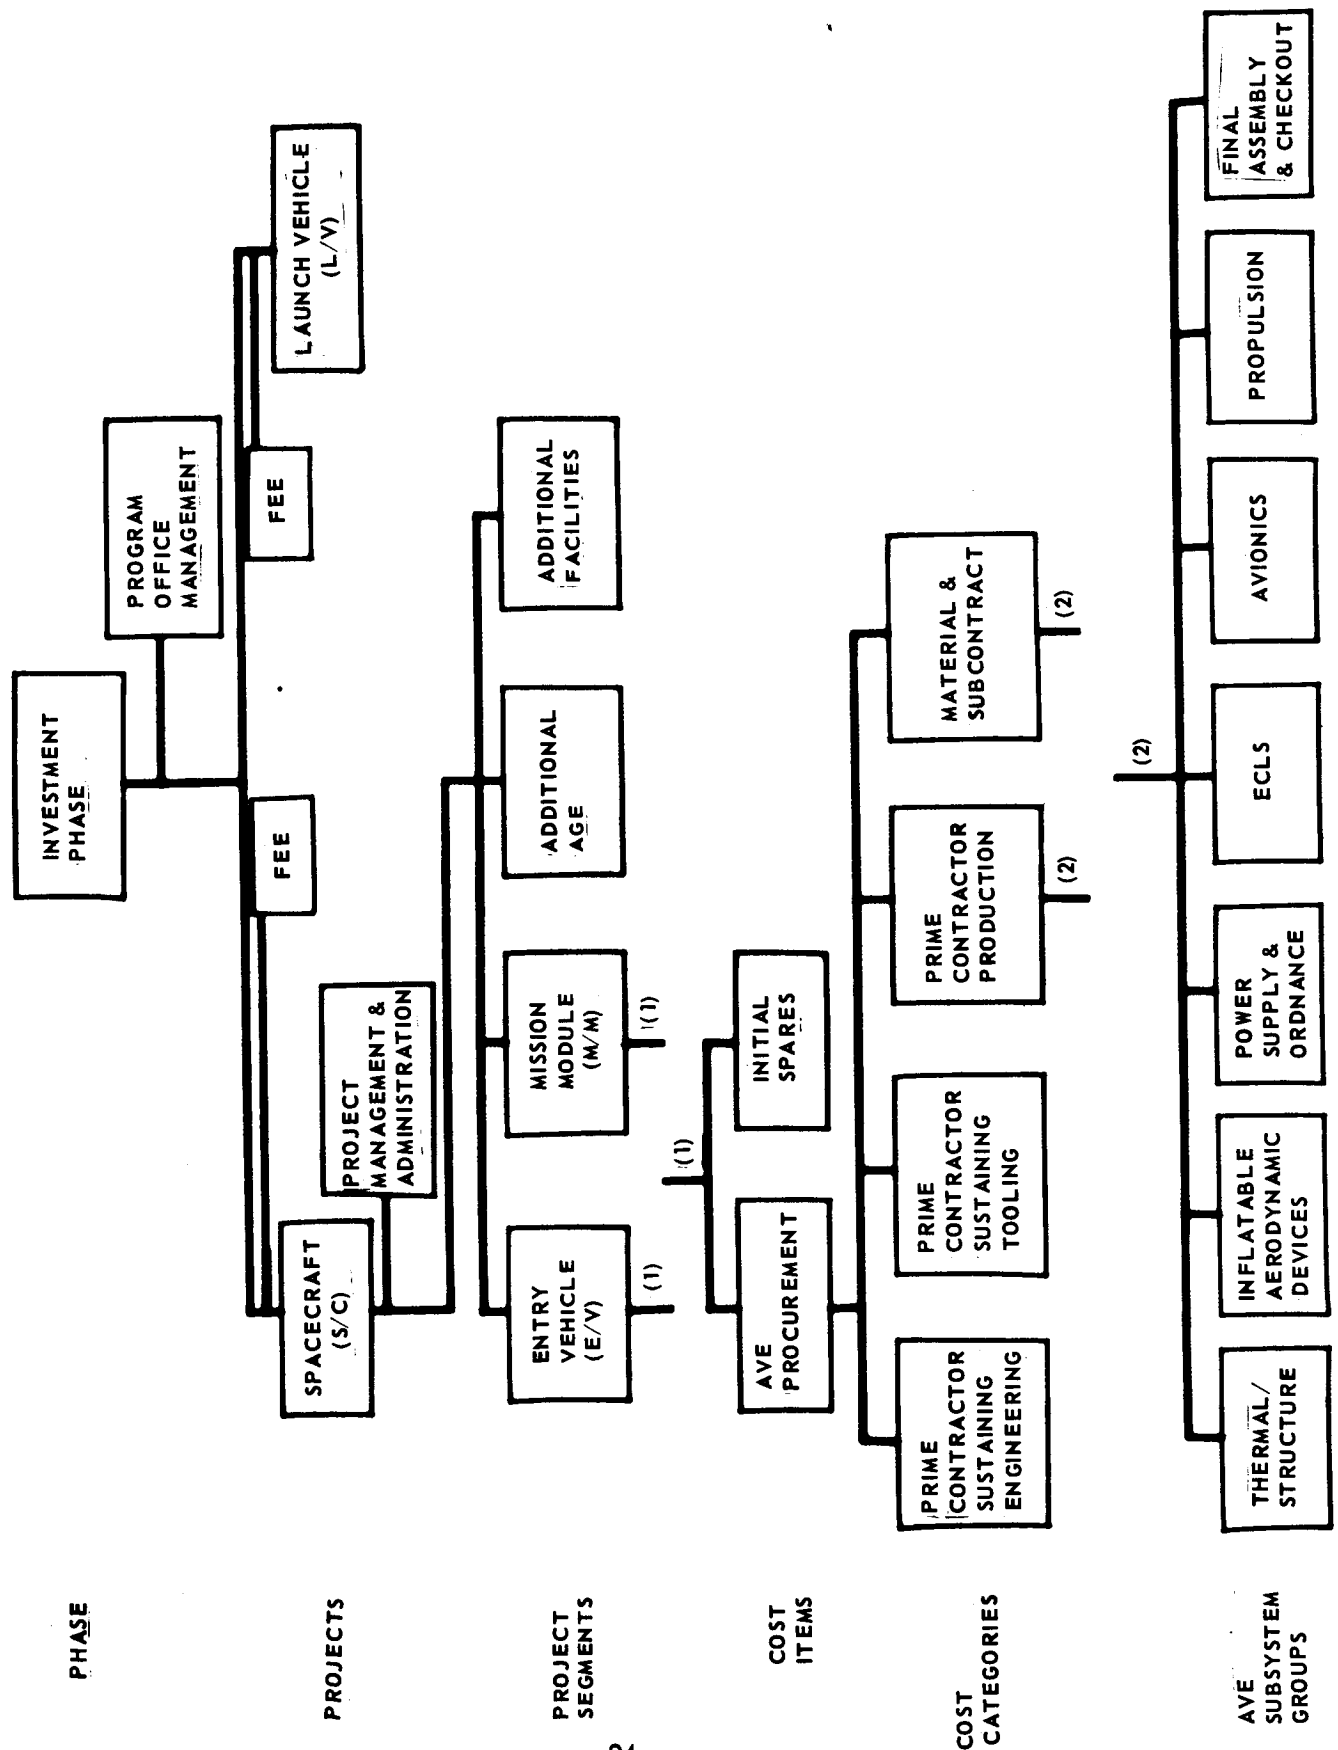 PHASE
INVESTMENT
PHASE
PROGRAM
OFFICE
MANAGEMENT
PROJECTS
FEE
FEE
SPACECRAFT
(S/C)
LAUNCH VEHICLE
(L/V)
PROJECT
MANAGEMENT &
ADMINISTRATION
PROJECT
SEGMENTS
ENTRY
VEHICLE
(E/V)
MISSION
MODULE
(M/M)
ADDITIONAL
AGE
ADDITIONAL
FACILITIES
(1)
(1)
(1)
COST
ITEMS
AVE
PROCUREMENT
INITIAL
SPARES
COST
CATEGORIES
PRIME
CONTRACTOR
SUSTAINING
ENGINEERING
PRIME
CONTRACTOR
SUSTAINING
TOOLING
PRIME
CONTRACTOR
PRODUCTION
MATERIAL &
SUBCONTRACT
(2)
(2)
(2)
AVE
SUBSYSTEM
GROUPS
THERMAL/
STRUCTURE
INFLATABLE
AERODYNAMIC
DEVICES
POWER
SUPPLY &
ORDNANCE
ECLS
AVIONICS
PROPULSION
FINAL
ASSEMBLY
& CHECKOUT